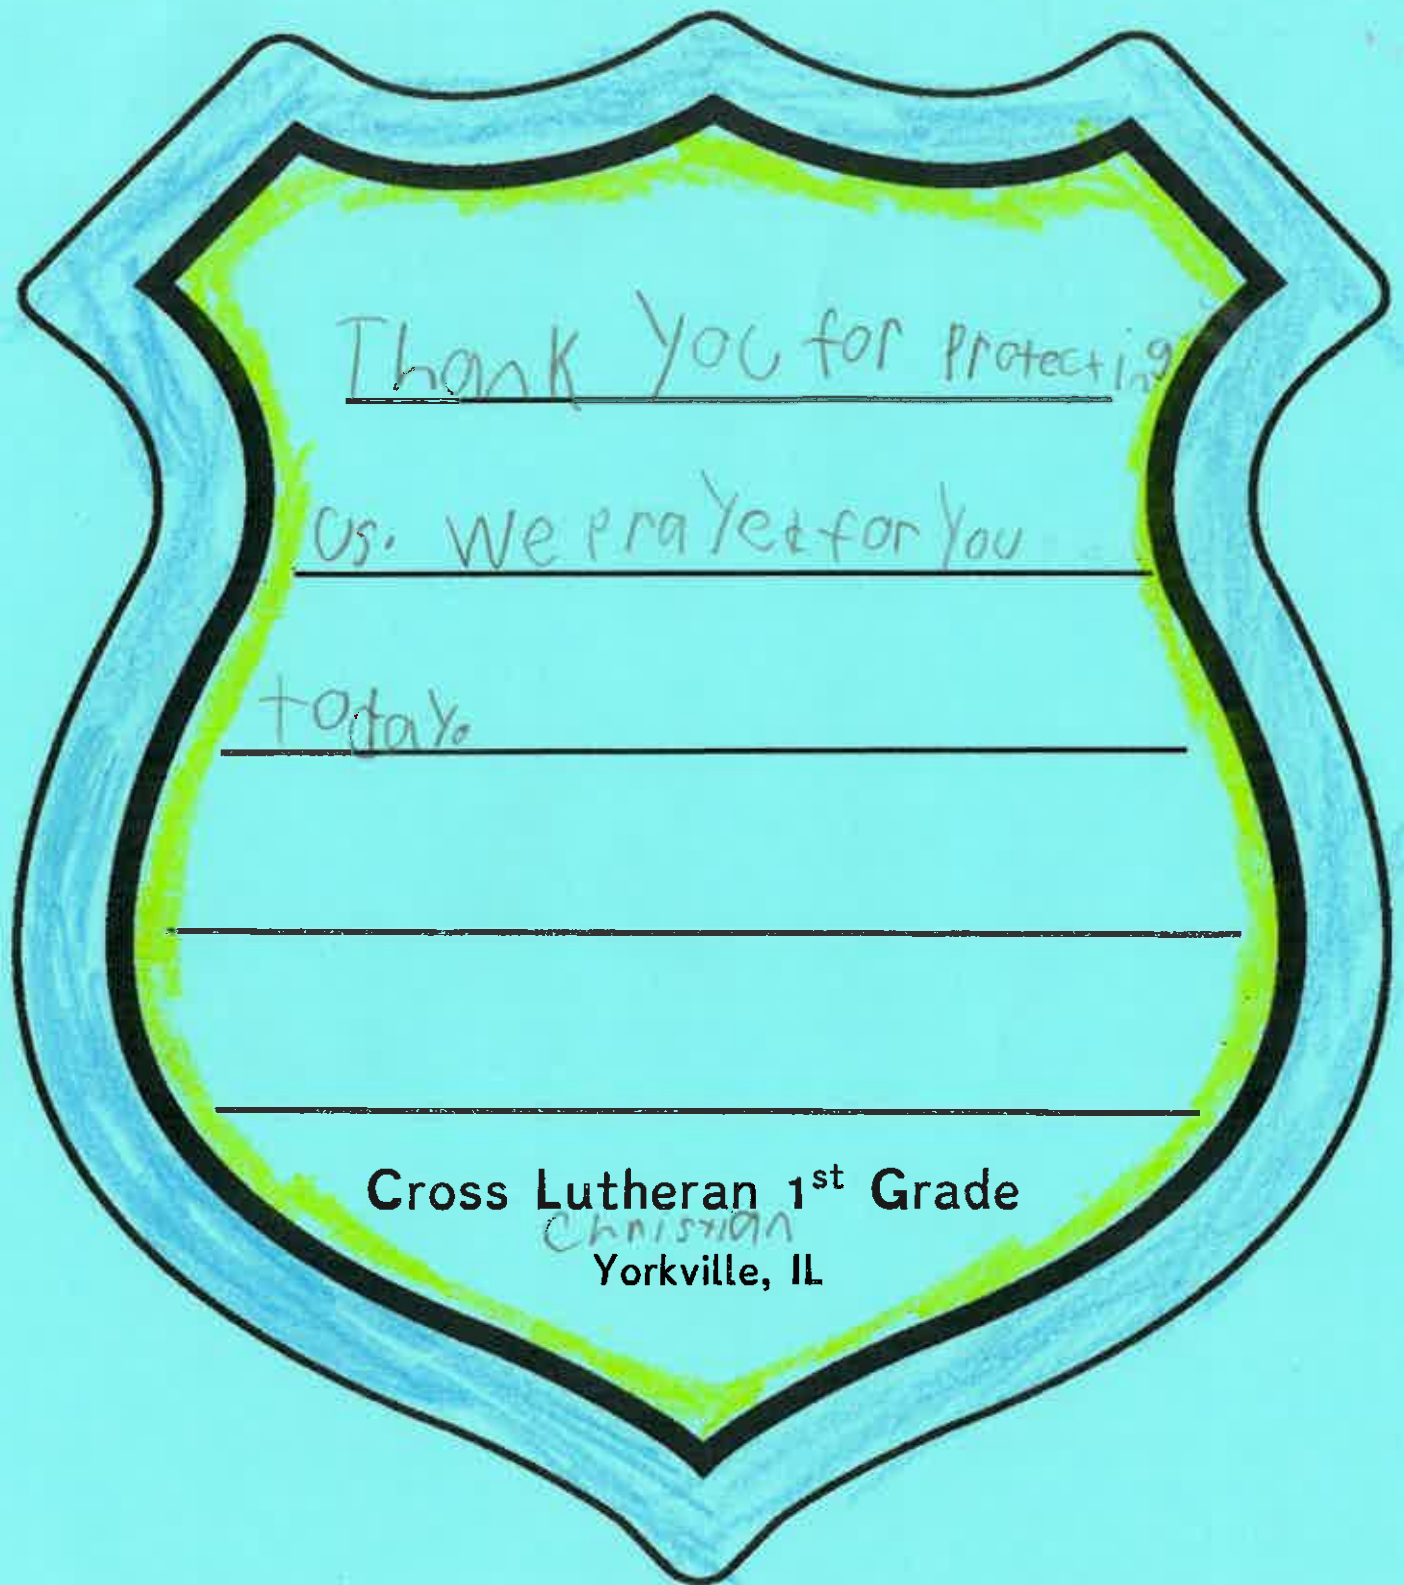 Thank you for protecting
us. We prayed for you
today.
Cross Lutheran 1st Grade
Christian
Yorkville, IL